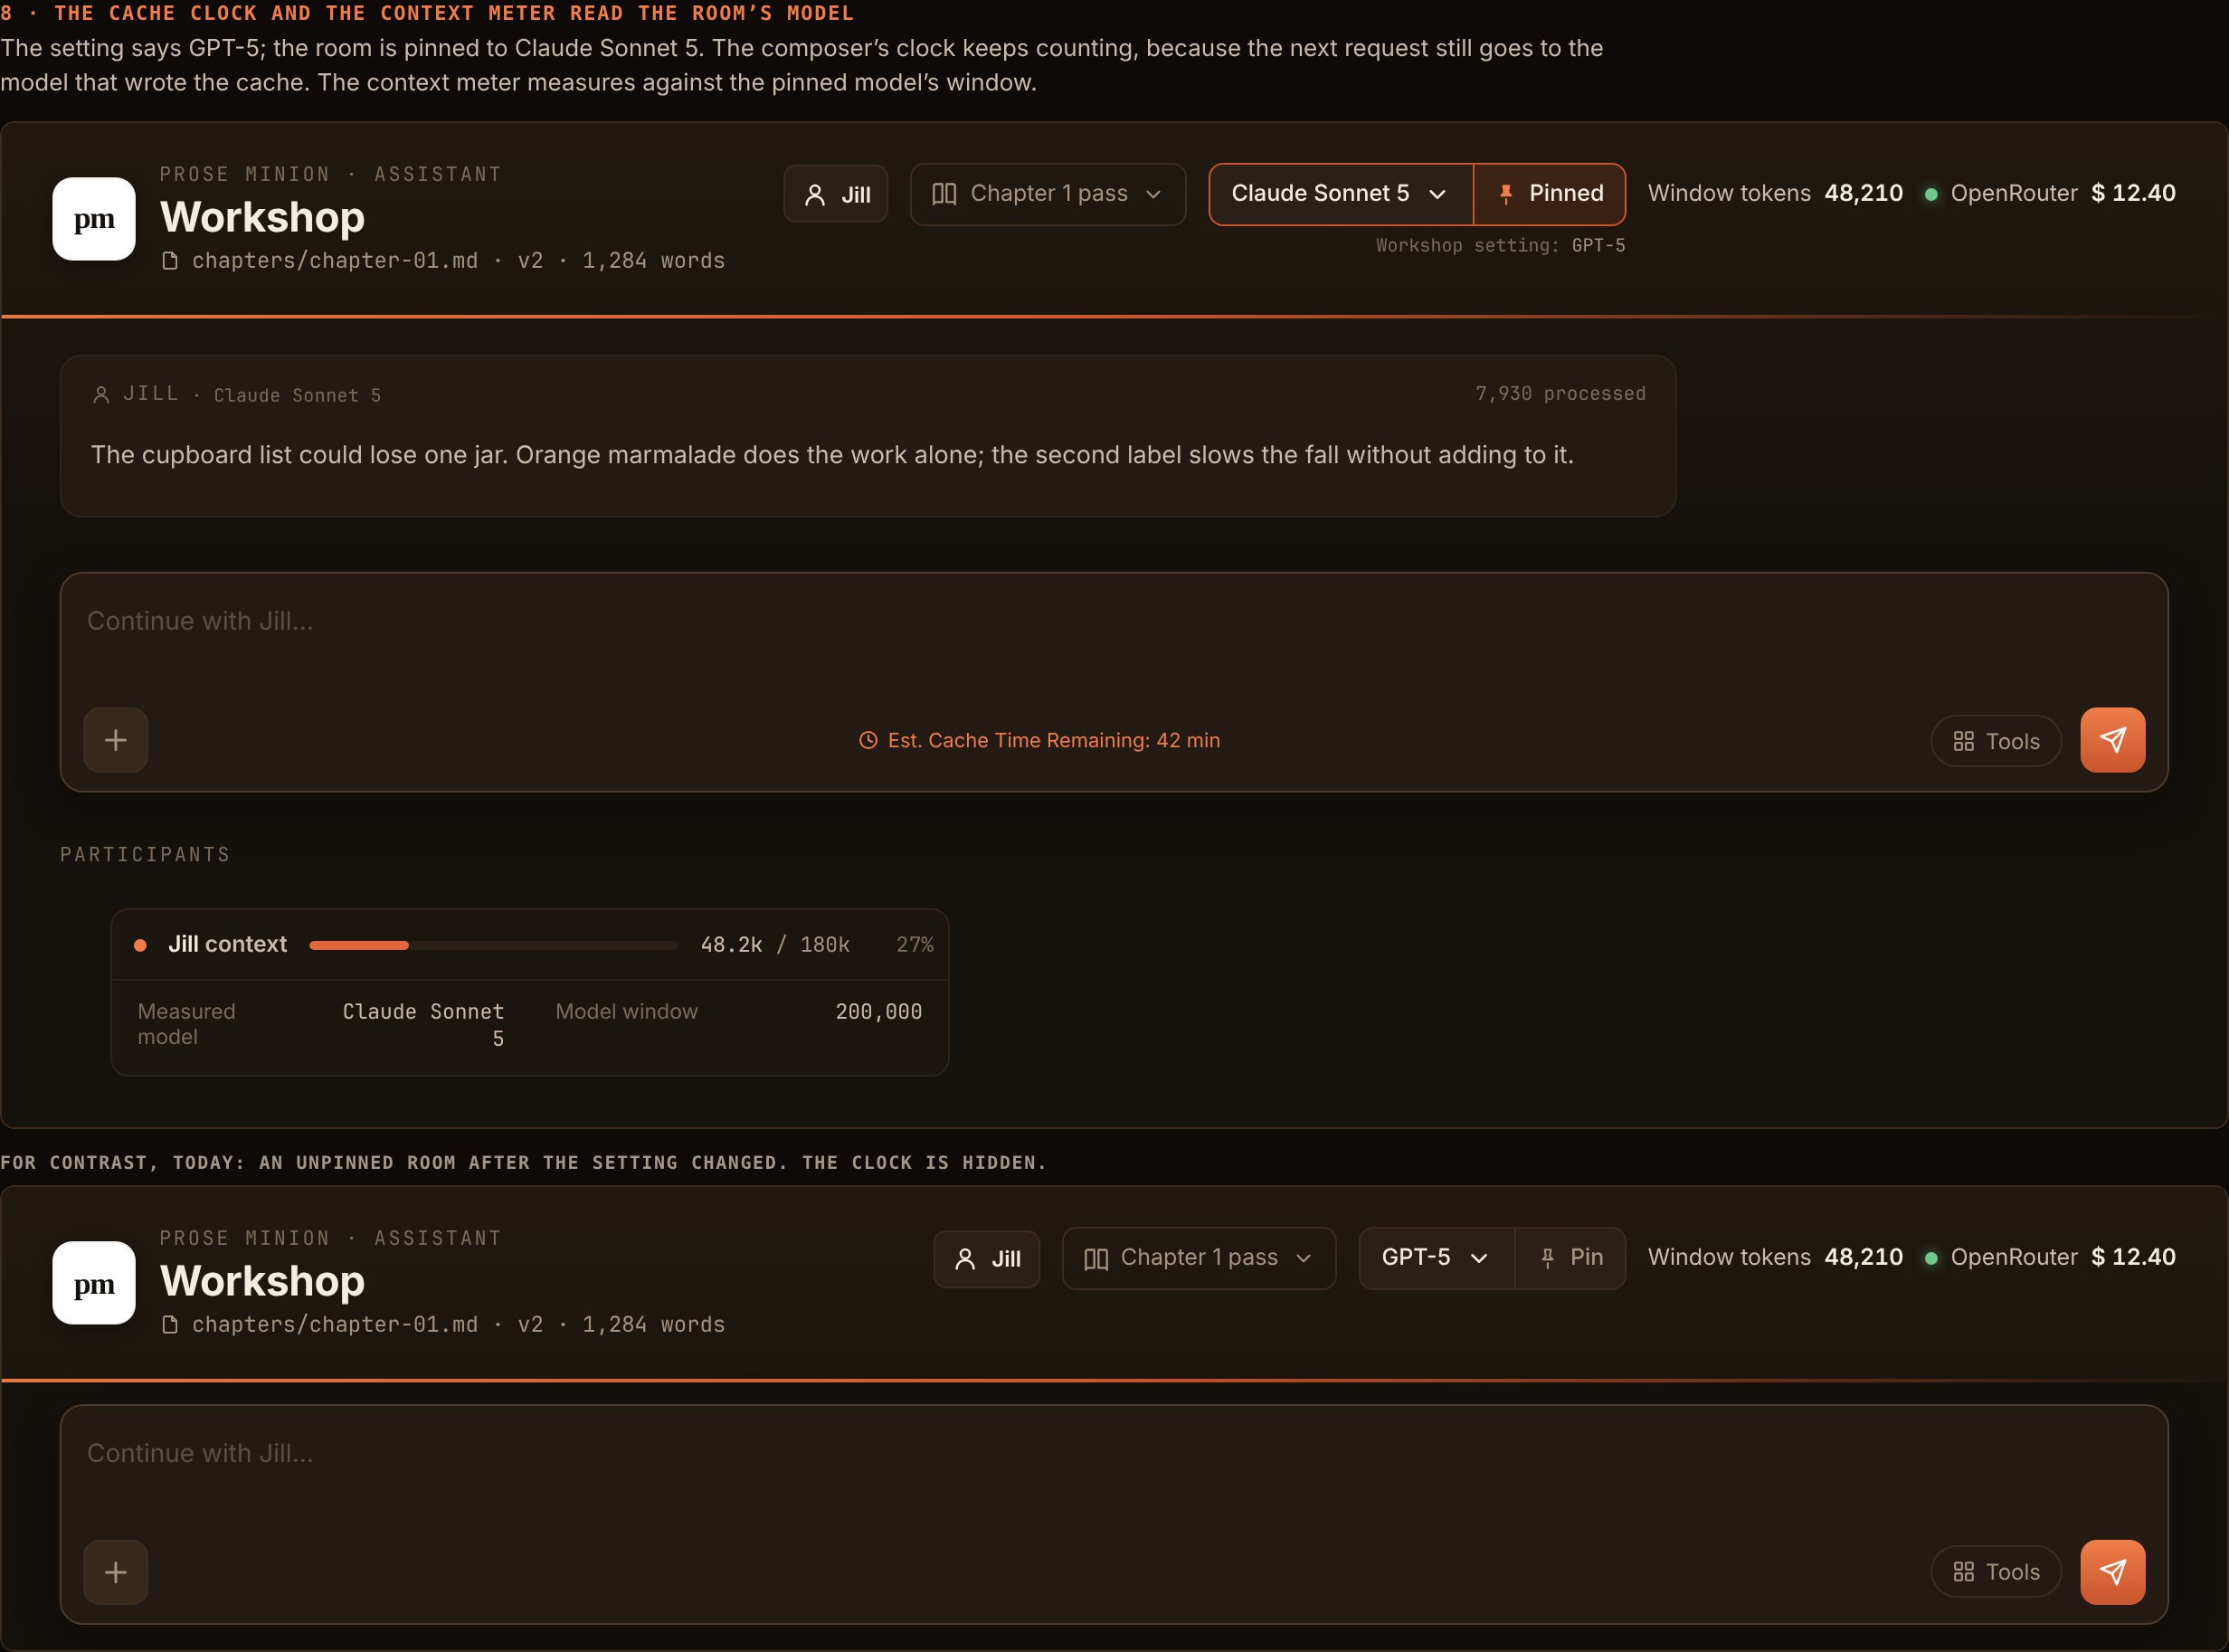 8 · THE CACHE CLOCK AND THE CONTEXT METER READ THE ROOM’S MODEL
The setting says GPT-5; the room is pinned to Claude Sonnet 5. The composer’s clock keeps counting, because the next request still goes to the
model that wrote the cache. The context meter measures against the pinned model’s window.
pm
PROSE MINION · ASSISTANT
Workshop
chapters/chapter-01.md · v2 · 1,284 words
Jill
Chapter 1 pass
Claude Sonnet 5
Pinned
Workshop setting: GPT-5
Window tokens 48,210
OpenRouter $ 12.40
JILL · Claude Sonnet 5
7,930 processed
The cupboard list could lose one jar. Orange marmalade does the work alone; the second label slows the fall without adding to it.
Continue with Jill...
Est. Cache Time Remaining: 42 min
Tools
PARTICIPANTS
Jill context
48.2k / 180k
27%
Measured
model
Claude Sonnet
5
Model window
200,000
FOR CONTRAST, TODAY: AN UNPINNED ROOM AFTER THE SETTING CHANGED. THE CLOCK IS HIDDEN.
pm
PROSE MINION · ASSISTANT
Workshop
chapters/chapter-01.md · v2 · 1,284 words
Jill
Chapter 1 pass
GPT-5
Pin
Window tokens 48,210
OpenRouter $ 12.40
Continue with Jill...
Tools